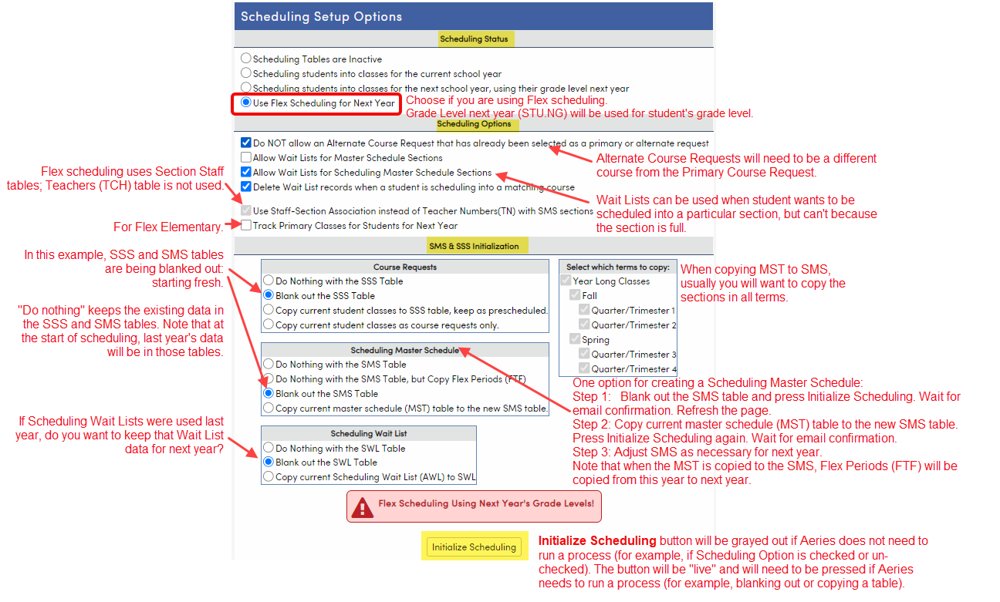 Scheduling Setup Options
Scheduling Status
Scheduling Tables are Inactive
Scheduling students into classes for the current school year
Scheduling students into classes for the next school year, using their grade level next year
Use Flex Scheduling for Next Year
Choose if you are using Flex scheduling.
Grade Level next year (STU.NG) will be used for student's grade level.
Scheduling Options
Do NOT allow an Alternate Course Request that has already been selected as a primary or alternate request
Allow Wait Lists for Master Schedule Sections
Allow Wait Lists for Scheduling Master Schedule Sections
Delete Wait List records when a student is scheduling into a matching course
Use Staff-Section Association instead of Teacher Numbers(TN) with SMS sections
Track Primary Classes for Students for Next Year
Alternate Course Requests will need to be a different
course from the Primary Course Request.
Wait Lists can be used when student wants to be
scheduled into a particular section, but can't because
the section is full.
Flex scheduling uses Section Staff
tables; Teachers (TCH) table is not used.
For Flex Elementary.
SMS & SSS Initialization
In this example, SSS and SMS tables
are being blanked out:
starting fresh.
"Do nothing" keeps the existing data in
the SSS and SMS tables. Note that at
the start of scheduling, last year's data
will be in those tables.
Course Requests
Do Nothing with the SSS Table
Blank out the SSS Table
Copy current student classes to SSS table, keep as prescheduled.
Copy current student classes as course requests only.
Select which terms to copy:
Year Long Classes
Fall
Quarter/Trimester 1
Quarter/Trimester 2
Spring
Quarter/Trimester 3
Quarter/Trimester 4
When copying MST to SMS,
usually you will want to copy the
sections in all terms.
Scheduling Master Schedule
Do Nothing with the SMS Table
Do Nothing with the SMS Table, but Copy Flex Periods (FTF)
Blank out the SMS Table
Copy current master schedule (MST) table to the new SMS table.
One option for creating a Scheduling Master Schedule:
Step 1: Blank out the SMS table and press Initialize Scheduling. Wait for
email confirmation. Refresh the page.
Step 2: Copy current master schedule (MST) table to the new SMS table.
Press Initialize Scheduling again. Wait for email confirmation.
Step 3: Adjust SMS as necessary for next year.
Note that when the MST is copied to the SMS, Flex Periods (FTF) will be
copied from this year to next year.
If Scheduling Wait Lists were used last
year, do you want to keep that Wait List
data for next year?
Scheduling Wait List
Do Nothing with the SWL Table
Blank out the SWL Table
Copy current Scheduling Wait List (AWL) to SWL
Flex Scheduling Using Next Year's Grade Levels!
Initialize Scheduling
Initialize Scheduling button will be grayed out if Aeries does not need to
run a process (for example, if Scheduling Option is checked or un-
checked). The button will be "live" and will need to be pressed if Aeries
needs to run a process (for example, blanking out or copying a table).